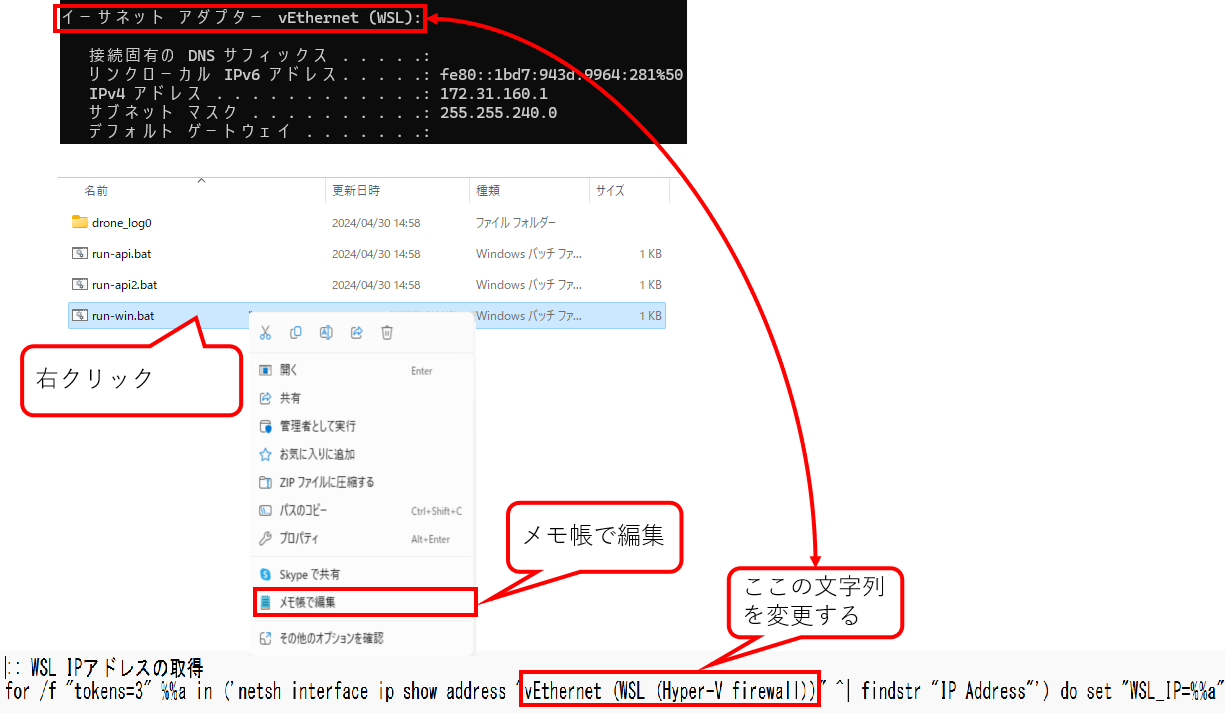 イーサネット アダプター vEthernet (WSL):
接続固有の DNS サフィックス . . . . .:
リンクローカル IPv6 アドレス. . . . .: fe80::1bd7:943d:9964:281%50
IPv4 アドレス . . . . . . . . . . . .: 172.31.160.1
サブネット マスク . . . . . . . . . .: 255.255.240.0
デフォルト ゲートウェイ . . . . . . .:
名前 更新日時 種類 サイズ
drone_log0 2024/04/30 14:58 ファイル フォルダー
run-api.bat 2024/04/30 14:58 Windows バッチ ファ... 1 KB
run-api2.bat 2024/04/30 14:58 Windows バッチ ファ... 1 KB
run-win.bat Windows バッチ ファ... 1 KB
右クリック
開く Enter
共有
管理者として実行
お気に入りに追加
ZIP ファイルに圧縮する
パスのコピー Ctrl+Shift+C
プロパティ Alt+Enter
Skype で共有
メモ帳で編集
その他のオプションを確認
メモ帳で編集
ここの文字列
を変更する
:: WSL IPアドレスの取得
for /f "tokens=3" %%a in ('netsh interface ip show address "vEthernet (WSL (Hyper-V firewall))" ^| findstr "IP Address"') do set "WSL_IP=%%a"